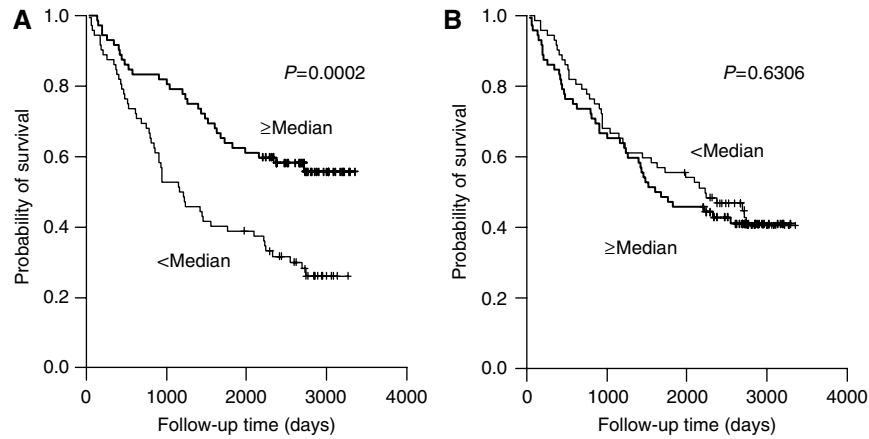 A
1.0
0.8
0.6
0.4
0.2
0.0
Probability of survival
P=0.0002
≥Median
<Median
0
1000
2000
3000
4000
Follow-up time (days)
B
1.0
0.8
0.6
0.4
0.2
0.0
Probability of survival
P=0.6306
<Median
≥Median
0
1000
2000
3000
4000
Follow-up time (days)